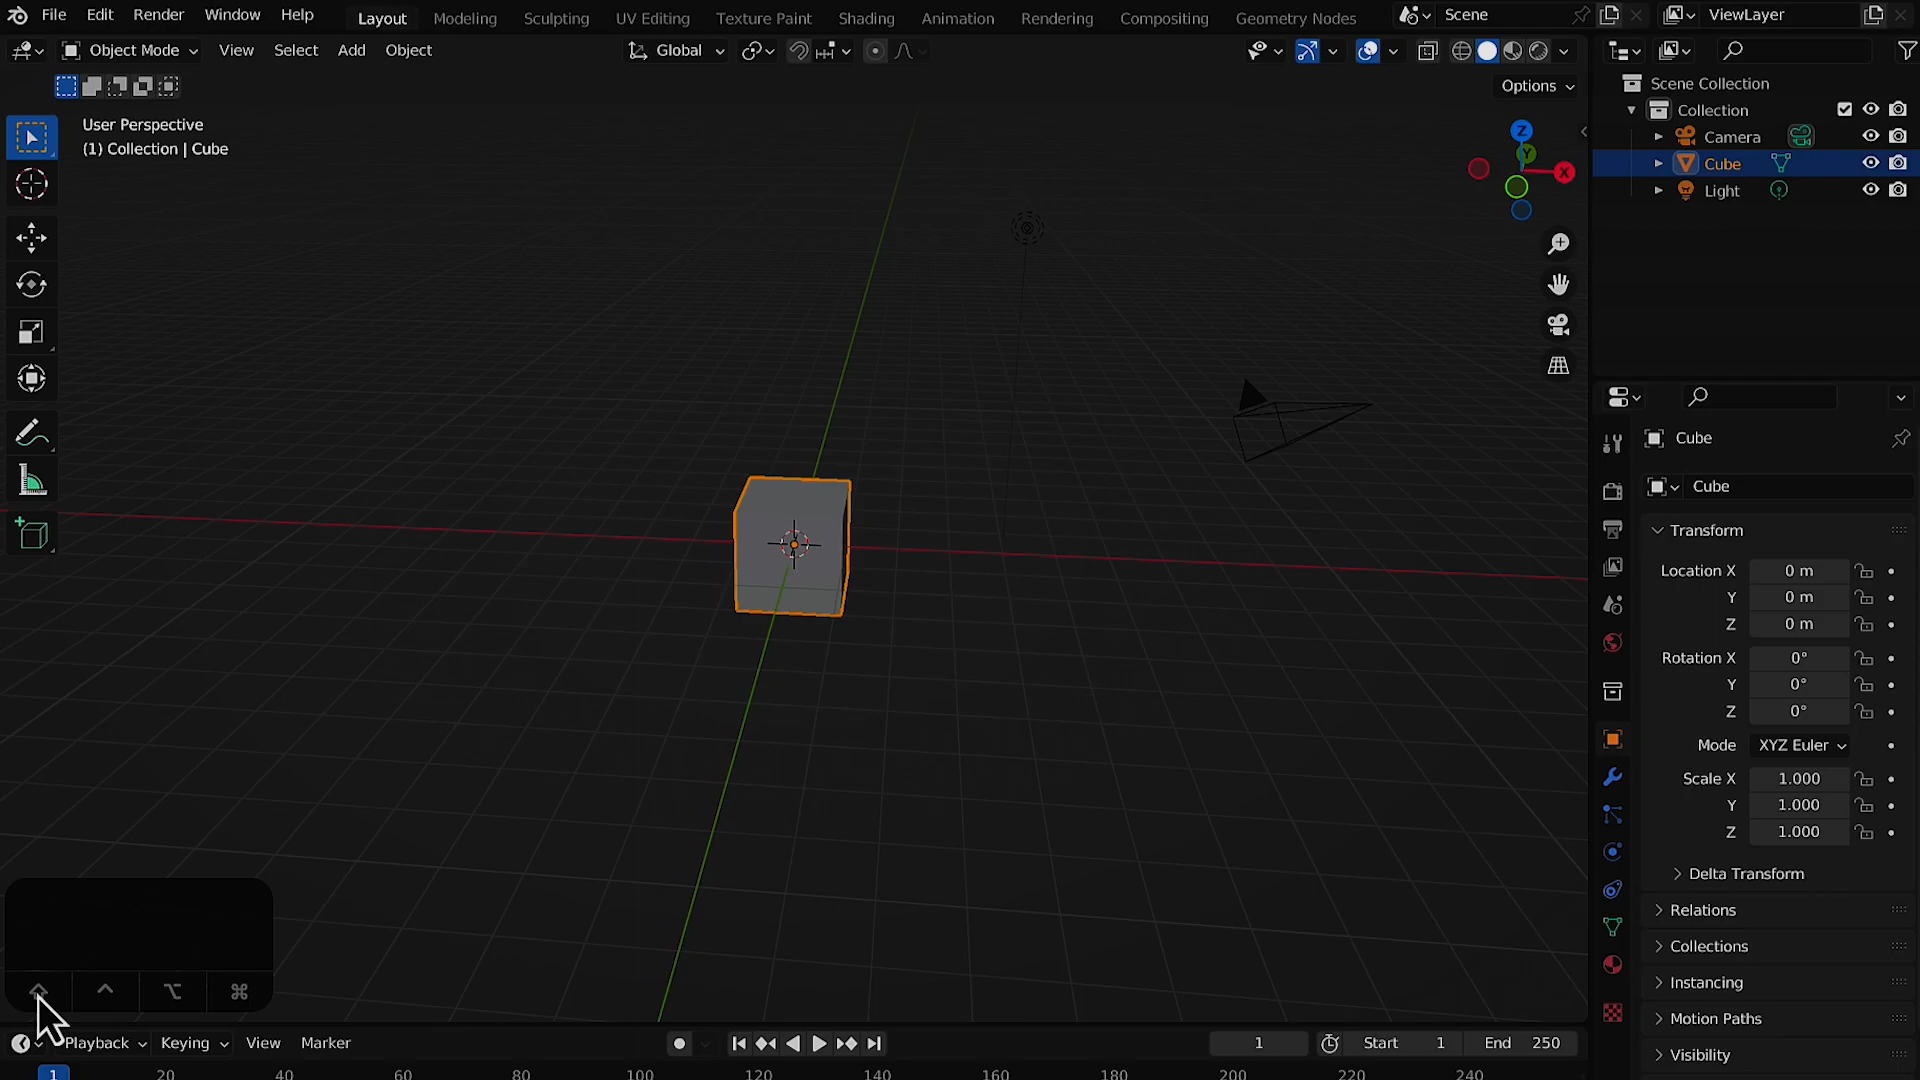 File Edit Render Window Help Layout Modeling Sculpting UV Editing Texture Paint Shading Animation Rendering Compositing Geometry Nodes Scene ViewLayer
Object Mode View Select Add Object Global
Options
User Perspective
(1) Collection | Cube
Z
Y
X
Scene Collection
Collection
Camera
Cube
Light
Cube
Cube
Transform
Location X 0 m
Y 0 m
Z 0 m
Rotation X 0°
Y 0°
Z 0°
Mode XYZ Euler
Scale X 1.000
Y 1.000
Z 1.000
Delta Transform
Relations
Collections
Instancing
Motion Paths
Visibility
Playback Keying View Marker 1 Start 1 End 250
1 20 40 60 80 100 120 140 160 180 200 220 240